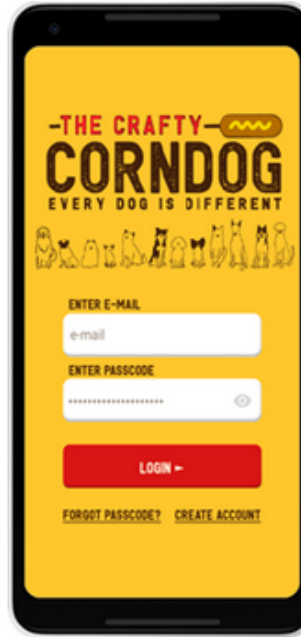 THE CRAFTY
CORNDOG
EVERY DOG IS DIFFERENT
ENTER E-MAIL
e-mail
ENTER PASSCODE
LOGIN
FORGOT PASSCODE? CREATE ACCOUNT